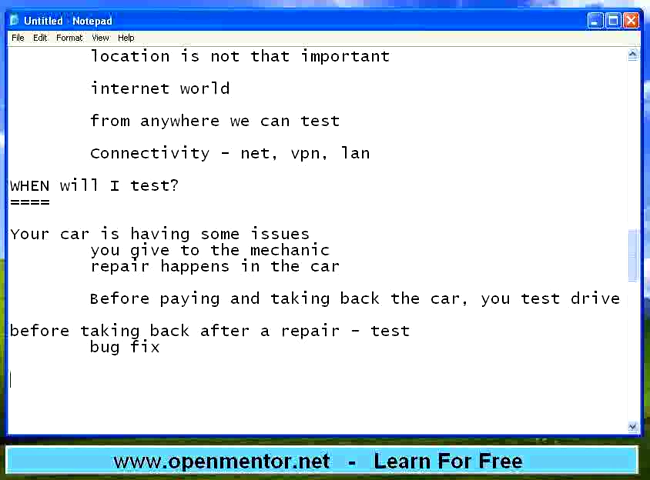 Untitled - Notepad
File Edit Format View Help
location is not that important
internet world
from anywhere we can test
Connectivity - net, vpn, lan
WHEN will I test?
====
Your car is having some issues
you give to the mechanic
repair happens in the car
Before paying and taking back the car, you test drive
before taking back after a repair - test
bug fix
www.openmentor.net - Learn For Free